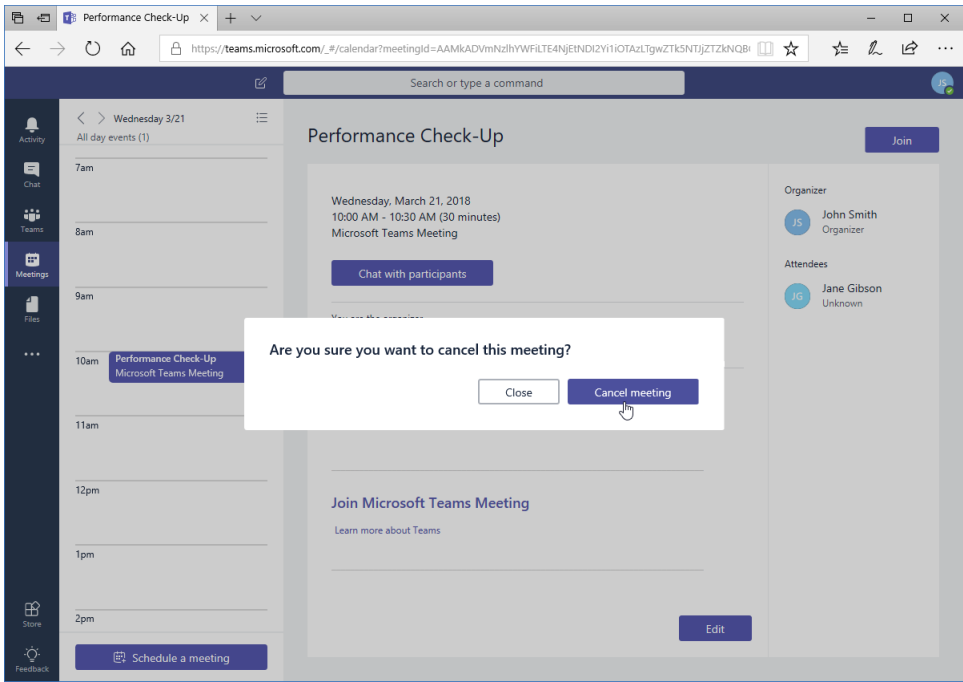 Performance Check-Up
https://teams.microsoft.com/_#/calendar?meetingId=AAMkADVmNzlhYWFiLTE4NjEtNDI2Yi1iOTAzLTgwZTk5NTJjZTZkNQB
Search or type a command
JS
Activity
Chat
Teams
Meetings
Files
Store
Feedback
Wednesday 3/21
All day events (1)
7am
8am
9am
10am
Performance Check-Up
Microsoft Teams Meeting
11am
12pm
1pm
2pm
Schedule a meeting
Performance Check-Up
Join
Wednesday, March 21, 2018
10:00 AM - 10:30 AM (30 minutes)
Microsoft Teams Meeting
Chat with participants
You are the organizer
Are you sure you want to cancel this meeting?
Close
Cancel meeting
Join Microsoft Teams Meeting
Learn more about Teams
Edit
Organizer
JS
John Smith
Organizer
Attendees
JG
Jane Gibson
Unknown